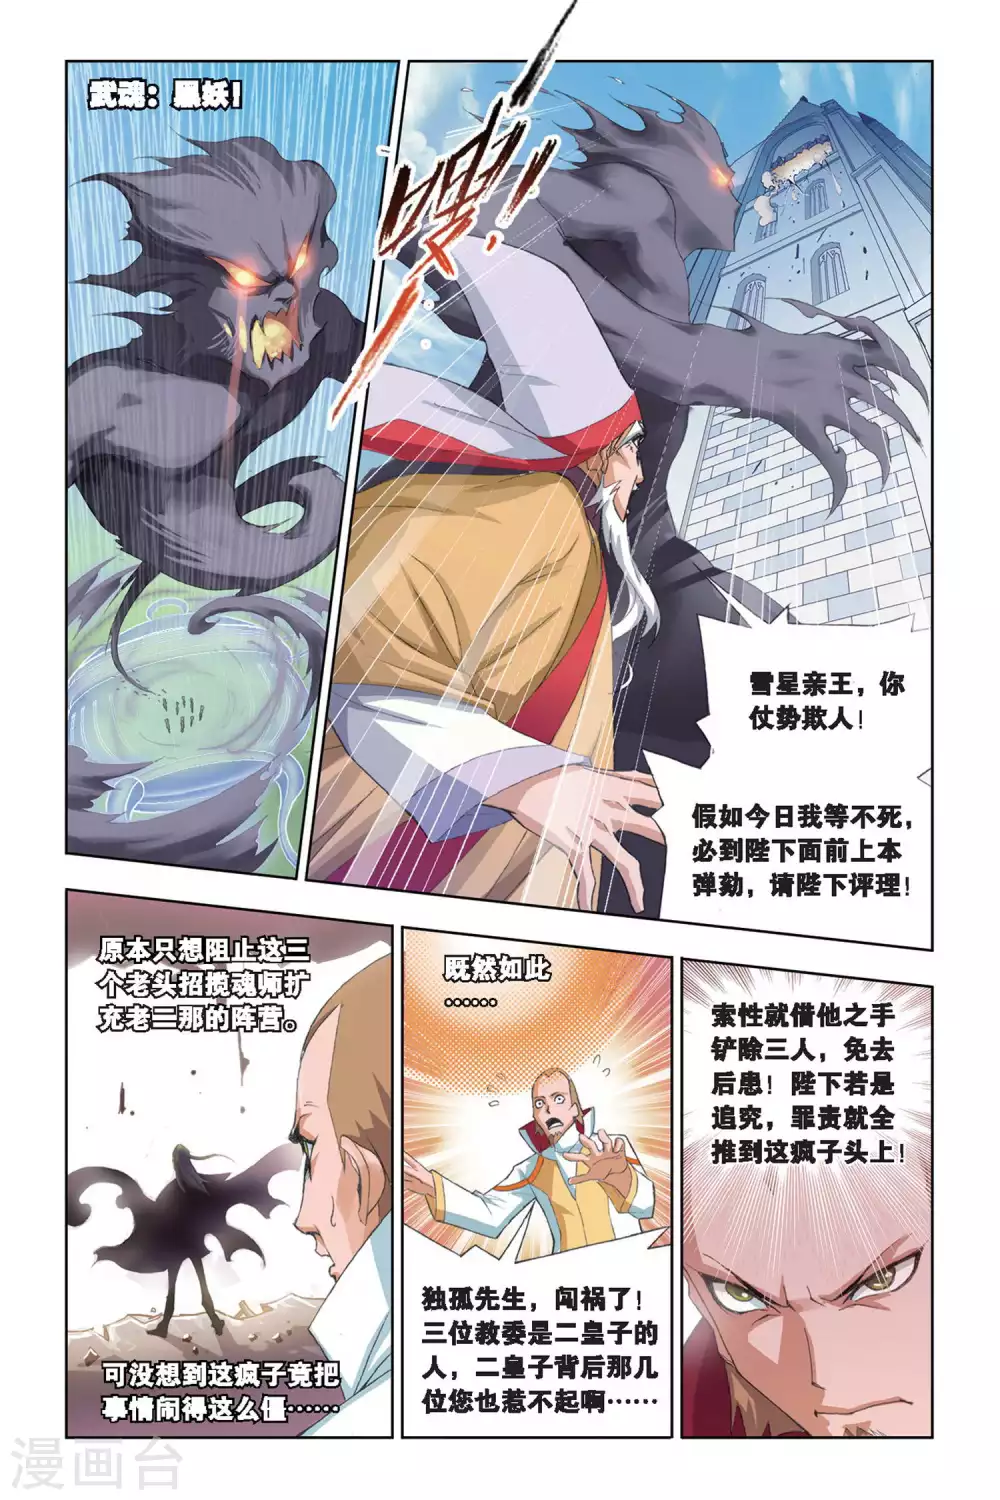 武魂：黑妖！
嘿！
雪星亲王，你
仗势欺人！
假如今日我等不死，
必到陛下面前上本
弹劾，请陛下评理！
原本只想阻止这三
个老头招揽魂师扩
充老二那的阵营。
可没想到这疯子竟把
事情闹得这么僵……
既然如此
……
独孤先生，闯祸了！
三位教委是二皇子的
人，二皇子背后那几
位您也惹不起啊……
索性就借他之手
铲除三人，免去
后患！陛下若是
追究，罪责就全
推到这疯子头上！
漫画台